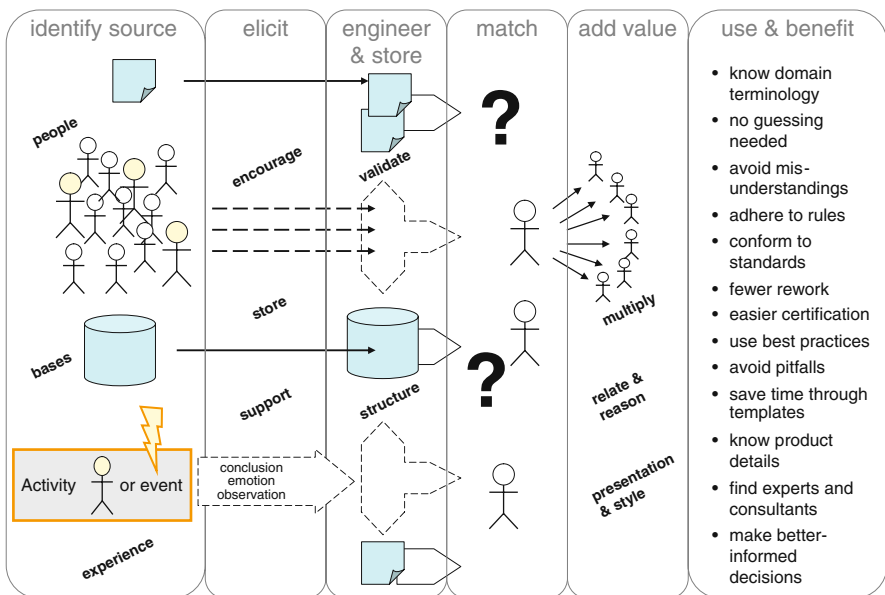 identify source
elicit
engineer
& store
match
add value
use & benefit
people
encourage
validate
?
store
multiply
bases
support
structure
?
relate &
reason
Activity
or event
conclusion
emotion
observation
presentation
& style
experience
• know domain
terminology
• no guessing
needed
• avoid mis-
understandings
• adhere to rules
• conform to
standards
• fewer rework
• easier certification
• use best practices
• avoid pitfalls
• save time through
templates
• know product
details
• find experts and
consultants
• make better-
informed
decisions